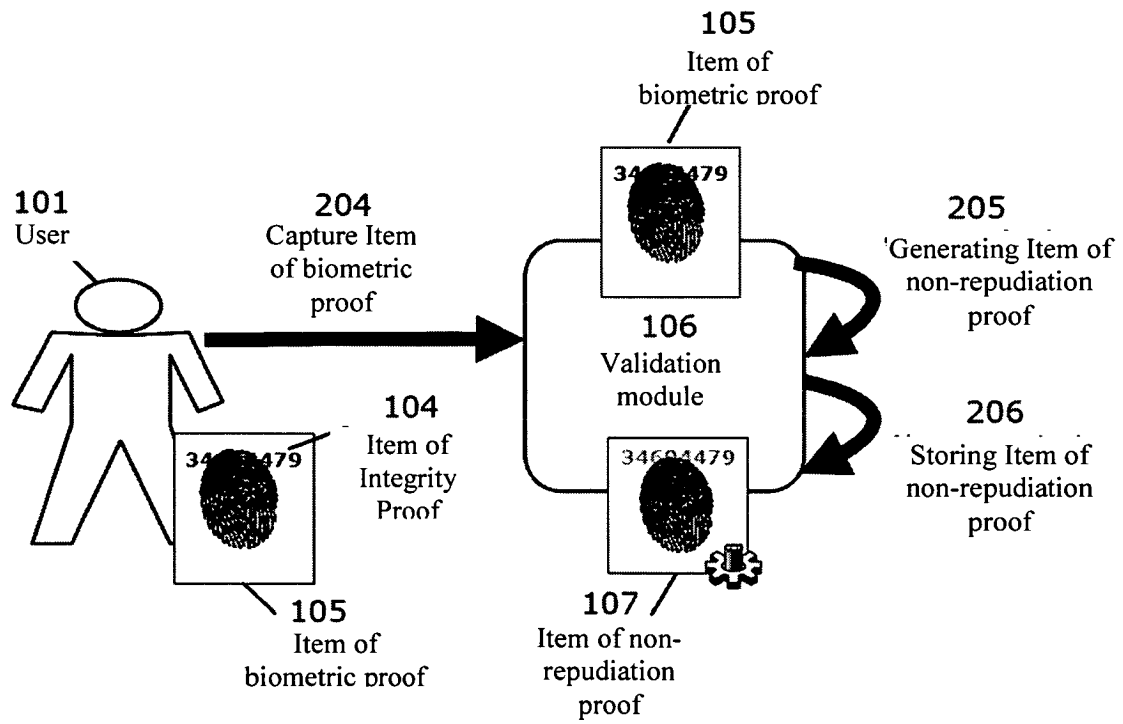 105
Item of
biometric proof
34604479
101
User
204
Capture Item
of biometric
proof
205
Generating Item of
non-repudiation
proof
106
Validation
module
104
Item of
Integrity
Proof
206
Storing Item of
non-repudiation
proof
34604479
105
Item of
biometric proof
107
Item of non-
repudiation
proof